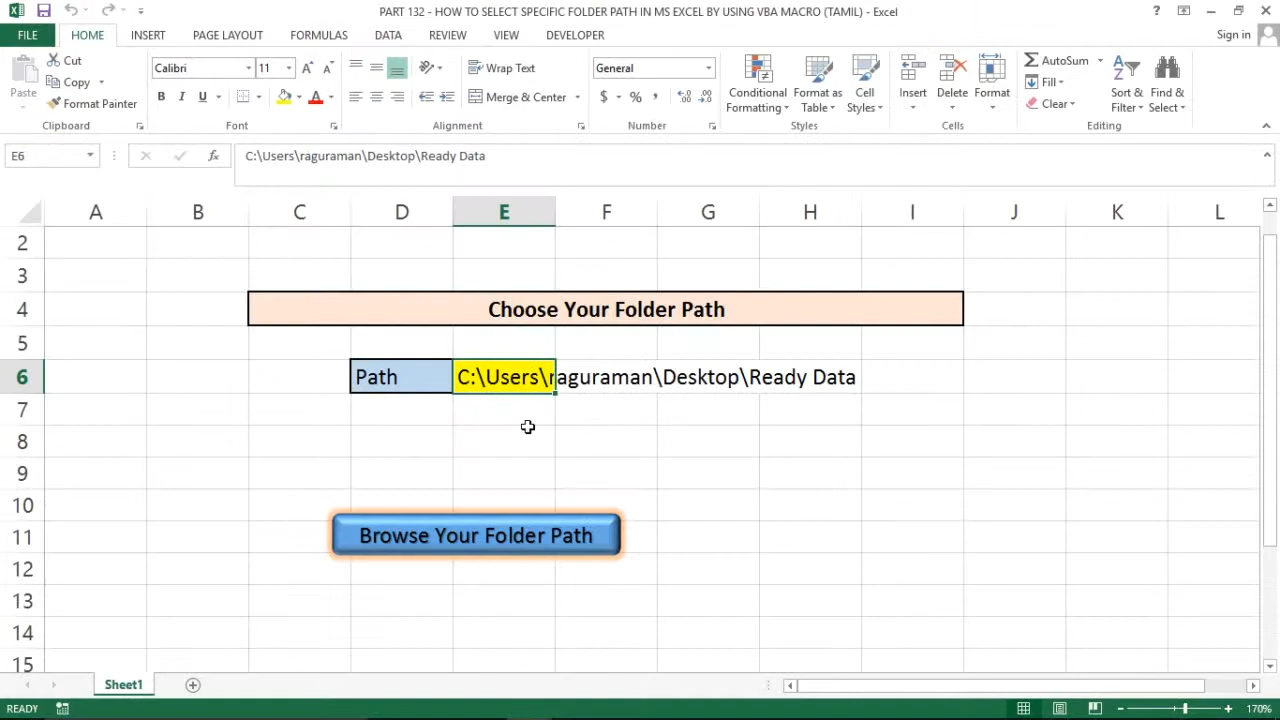 PART 132 - HOW TO SELECT SPECIFIC FOLDER PATH IN MS EXCEL BY USING VBA MACRO (TAMIL) - Excel
FILE HOME INSERT PAGE LAYOUT FORMULAS DATA REVIEW VIEW DEVELOPER Sign in
Paste Cut Copy Format Painter
Calibri 11
B I U A
Wrap Text
Merge & Center
General
$ % ,
Conditional Formatting
Format as Table
Cell Styles
Insert Delete Format
AutoSum
Fill
Clear
Sort & Filter
Find & Select
Clipboard Font Alignment Number Styles Cells Editing
E6 fx C:\Users\raguraman\Desktop\Ready Data
A B C D E F G H I J K L
2
3
4 Choose Your Folder Path
5
6 Path C:\Users\raguraman\Desktop\Ready Data
7
8
9
10
11 Browse Your Folder Path
12
13
14
15
Sheet1
READY 170%